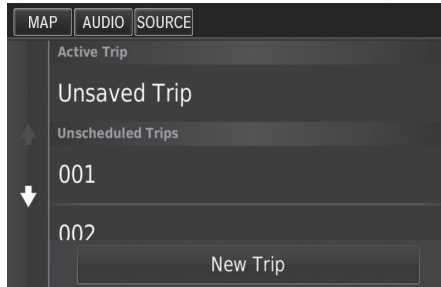 MAP AUDIO SOURCE
Active Trip
Unsaved Trip
Unscheduled Trips
001
002
New Trip